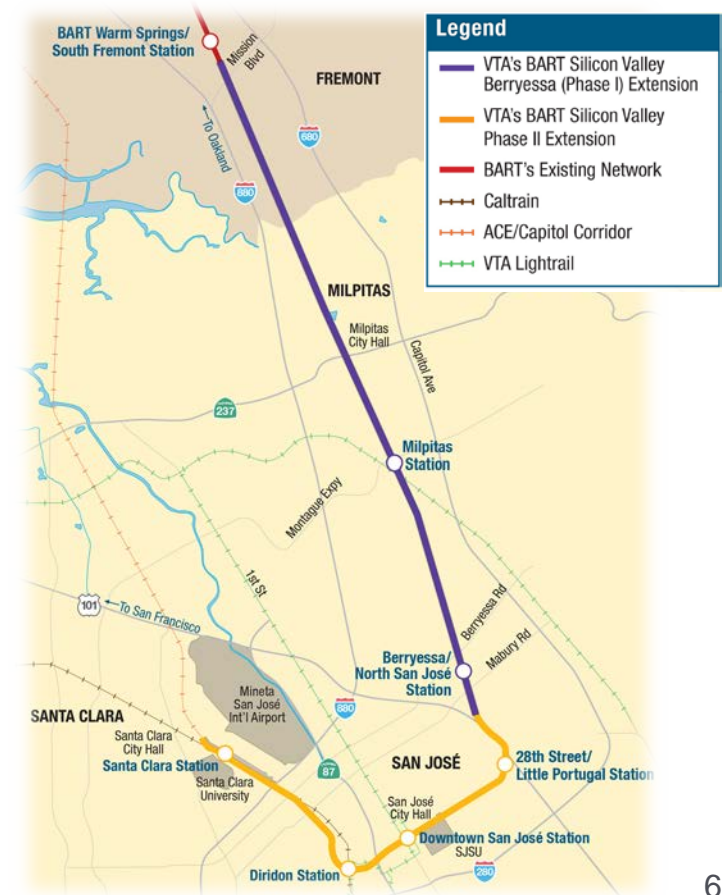 Legend
VTA's BART Silicon Valley
Berryessa (Phase I) Extension
VTA's BART Silicon Valley
Phase II Extension
BART's Existing Network
Caltrain
ACE/Capitol Corridor
VTA Lightrail
BART Warm Springs/
South Fremont Station
Mission
Blvd
FREMONT
680
To Oakland
880
MILPITAS
Milpitas
City Hall
Capitol Ave
237
Milpitas
Station
Montague Expy
1st St
101
To San Francisco
Berryessa Rd
Mabury Rd
Berryessa/
North San José
Station
Mineta
San José
Int'l Airport
880
SANTA CLARA
Santa Clara
City Hall
Santa Clara Station
Santa Clara
University
87
SAN JOSÉ
28th Street/
Little Portugal Station
San José
City Hall
Downtown San José Station
SJSU
Diridon Station
280
6